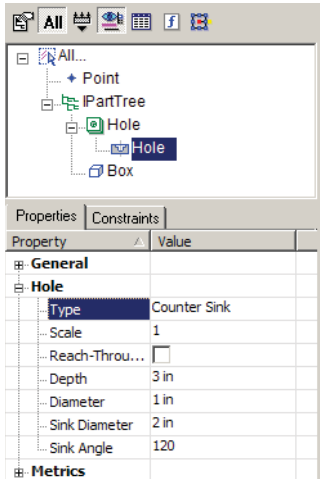 All
All...
Point
IPartTree
Hole
Hole
Box
Properties Constraints
Property Value
General
Hole
Type Counter Sink
Scale 1
Reach-Throu...
Depth 3 in
Diameter 1 in
Sink Diameter 2 in
Sink Angle 120
Metrics